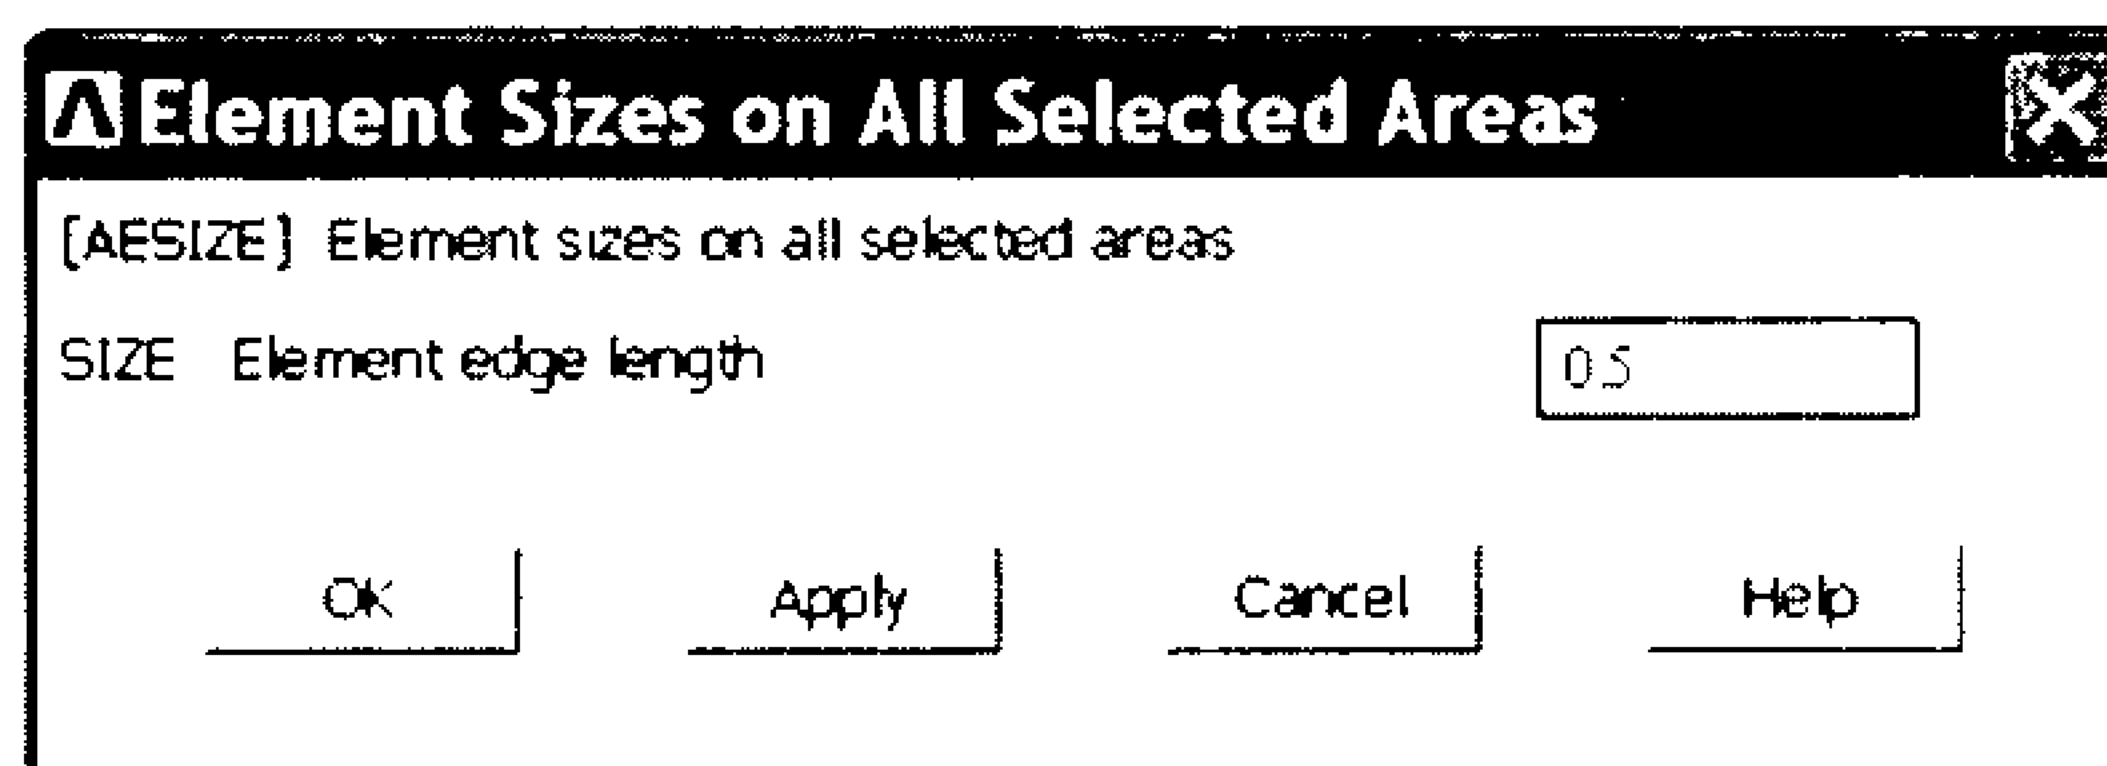 Element Sizes on All Selected Areas
[AESIZE] Element sizes on all selected areas
SIZE Element edge length 0.5
OK Apply Cancel Help